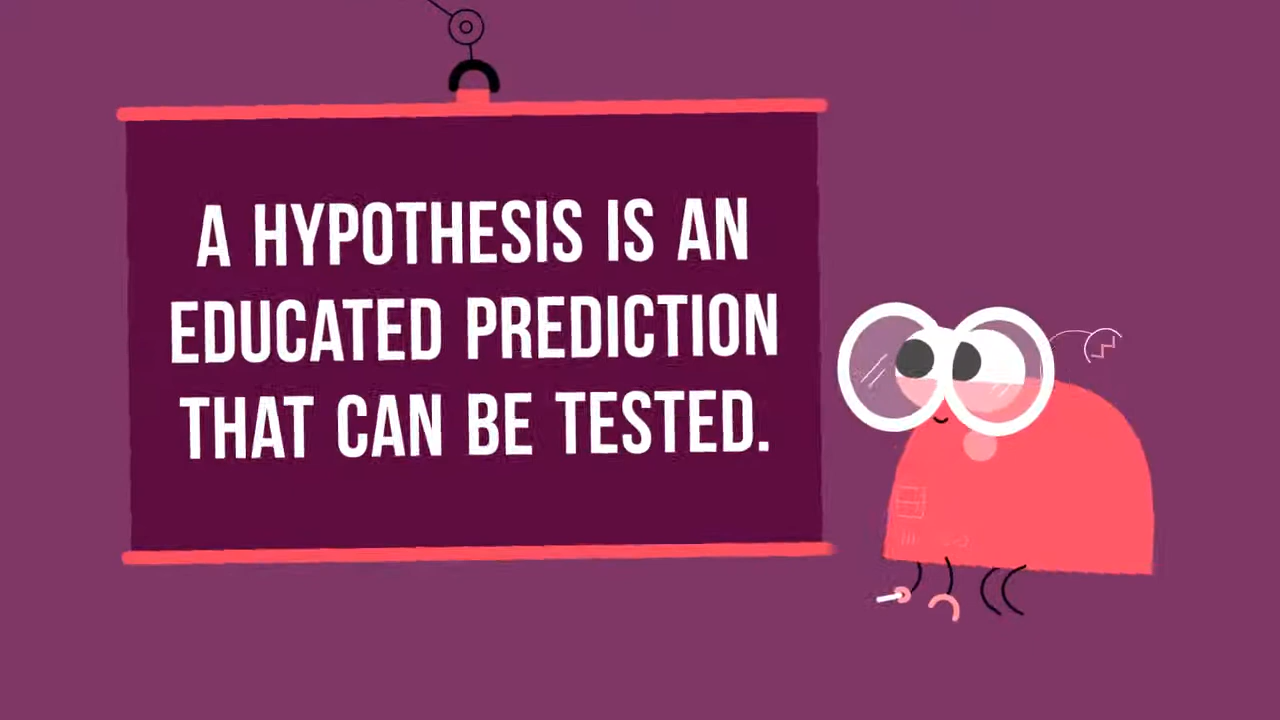 A HYPOTHESIS IS AN
EDUCATED PREDICTION
THAT CAN BE TESTED.